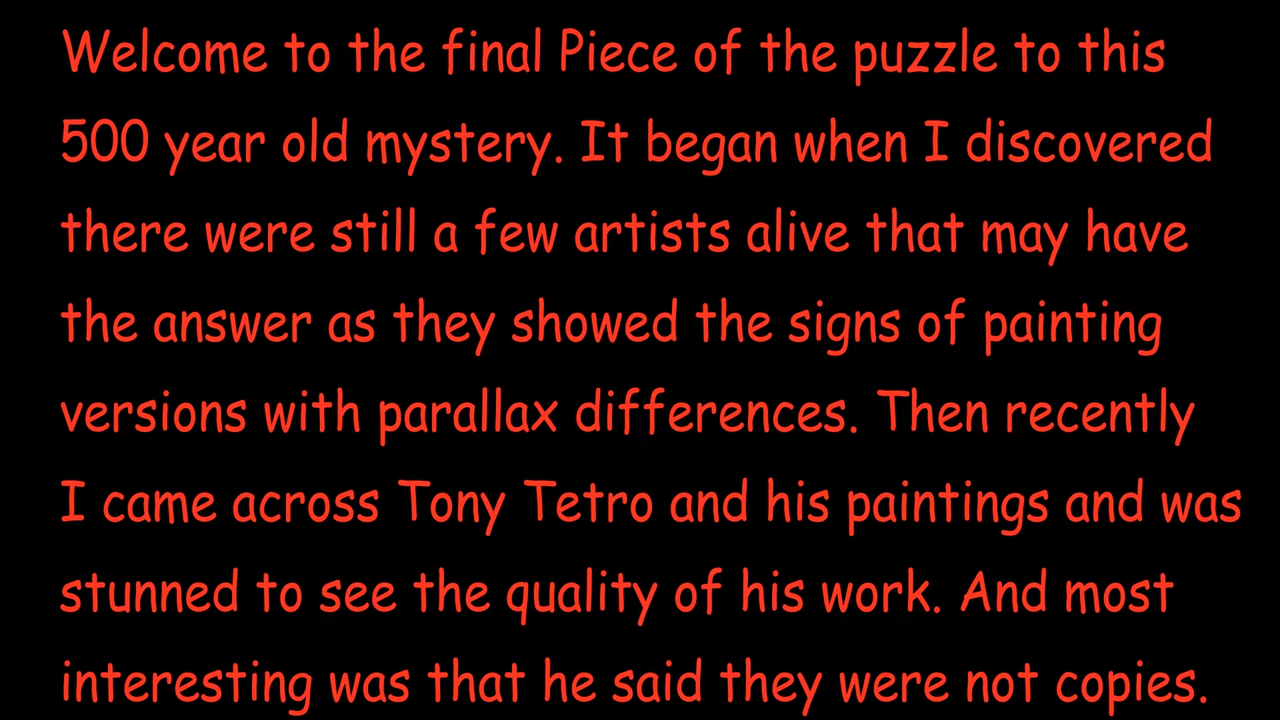 Welcome to the final Piece of the puzzle to this
500 year old mystery. It began when I discovered
there were still a few artists alive that may have
the answer as they showed the signs of painting
versions with parallax differences. Then recently
I came across Tony Tetro and his paintings and was
stunned to see the quality of his work. And most
interesting was that he said they were not copies.